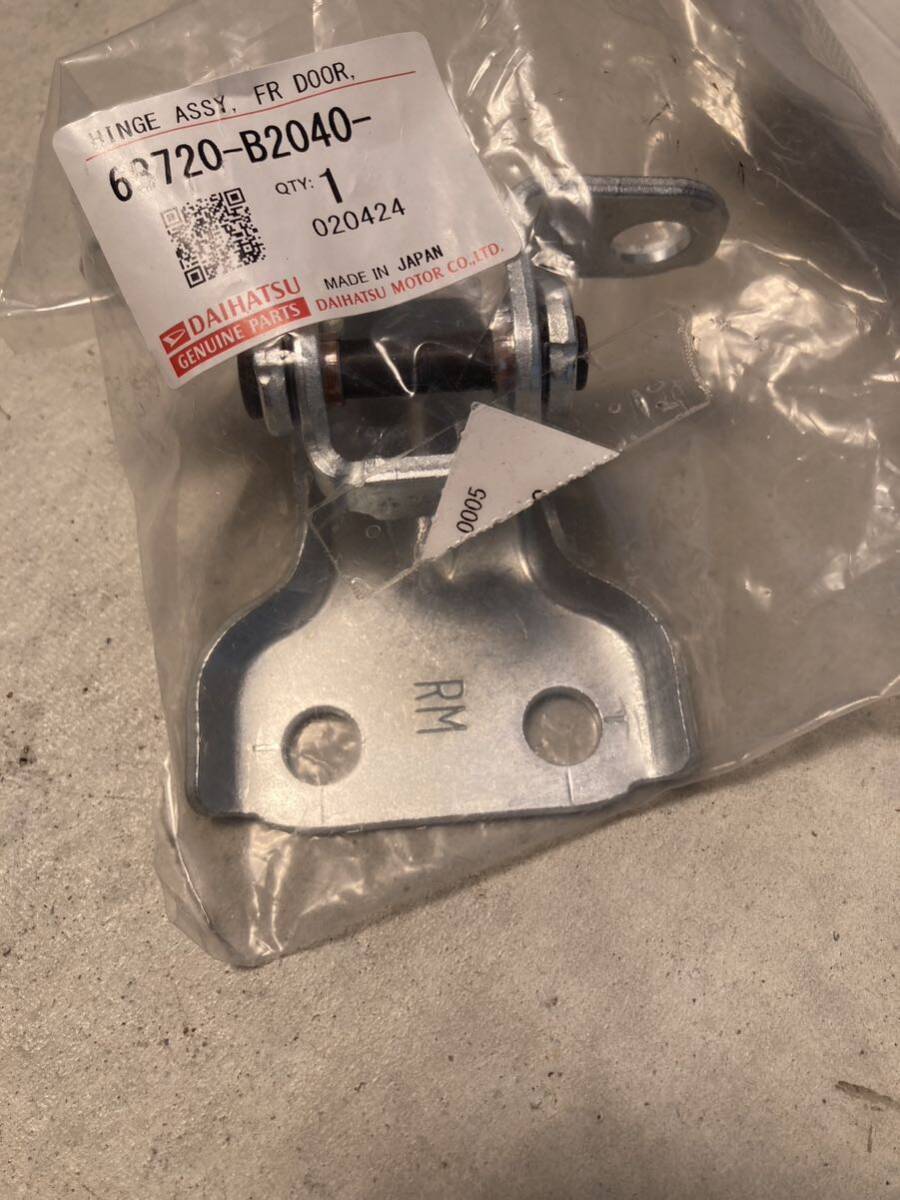 HINGE ASSY, FR DOOR,
68720-B2040-
QTY: 1
020424
MADE IN JAPAN
DAIHATSU MOTOR CO.,LTD.
DAIHATSU
GENUINE PARTS
0005
RM